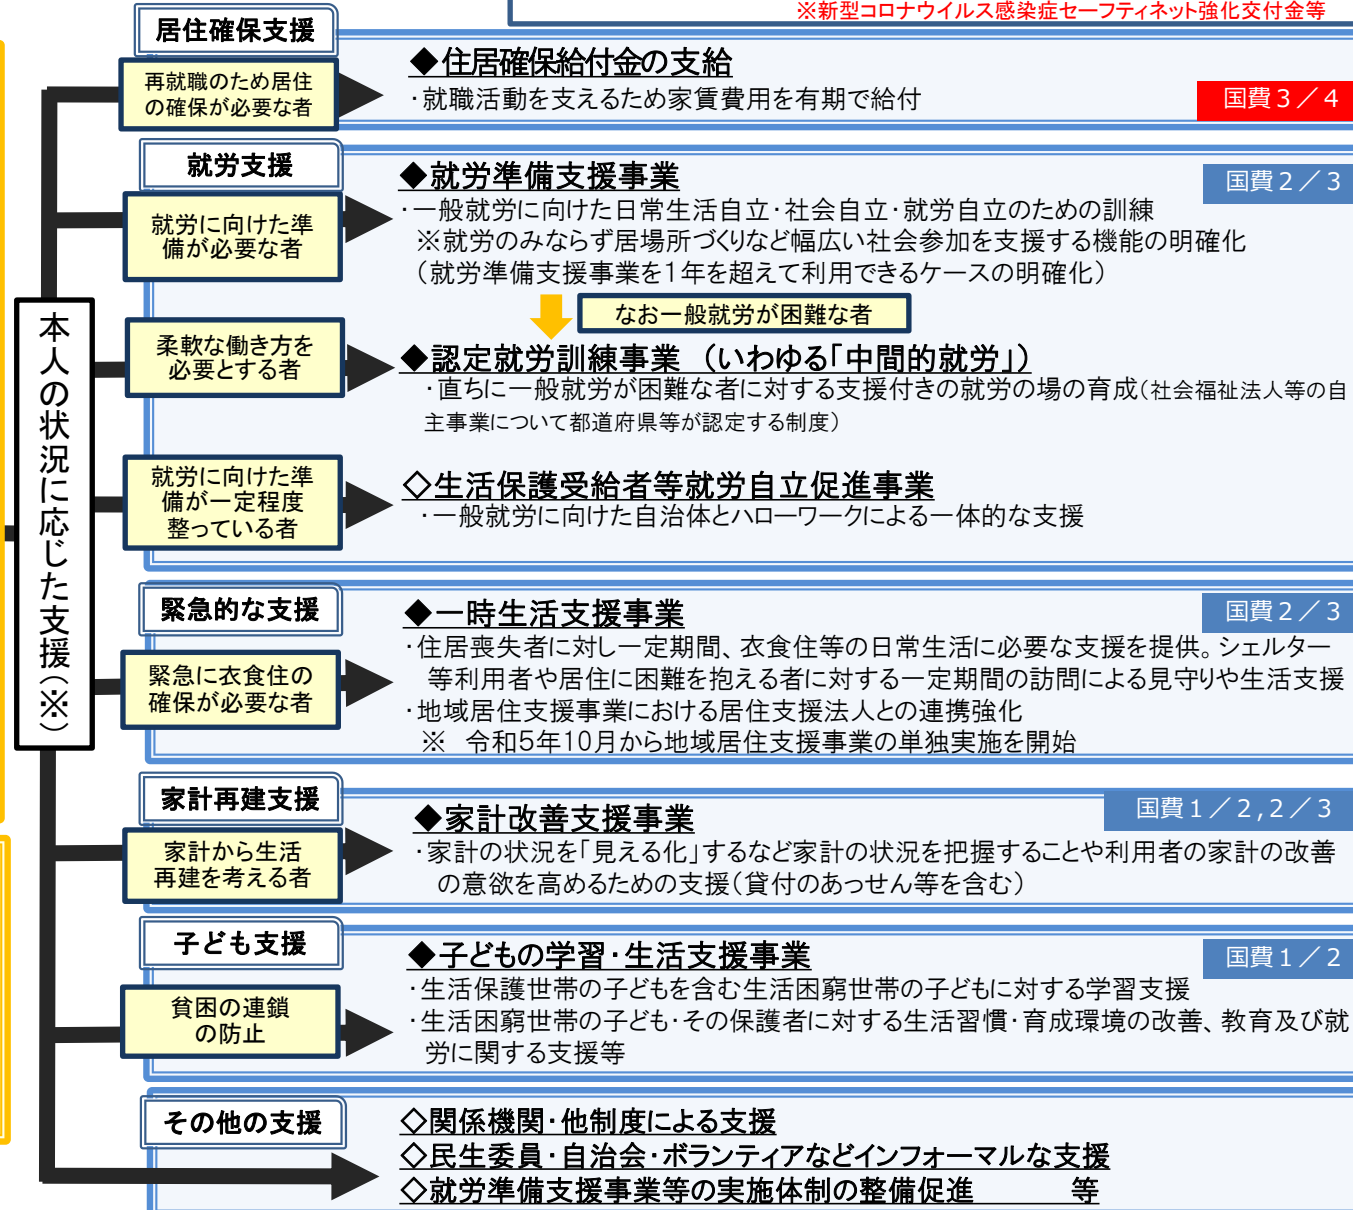 ※新型コロナウイルス感染症セーフティネット強化交付金等
本人の状況に応じた支援（※）
居住確保支援
再就職のため居住
の確保が必要な者
◆住居確保給付金の支給
・就職活動を支えるため家賃費用を有期で給付
国費３／４
就労支援
就労に向けた準
備が必要な者
◆就労準備支援事業
国費２／３
・一般就労に向けた日常生活自立・社会自立・就労自立のための訓練
※就労のみならず居場所づくりなど幅広い社会参加を支援する機能の明確化
（就労準備支援事業を1年を超えて利用できるケースの明確化）
なお一般就労が困難な者
柔軟な働き方を
必要とする者
◆認定就労訓練事業 （いわゆる「中間的就労」）
・直ちに一般就労が困難な者に対する支援付きの就労の場の育成（社会福祉法人等の自
主事業について都道府県等が認定する制度）
就労に向けた準
備が一定程度
整っている者
◇生活保護受給者等就労自立促進事業
・一般就労に向けた自治体とハローワークによる一体的な支援
緊急的な支援
緊急に衣食住の
確保が必要な者
◆一時生活支援事業
国費２／３
・住居喪失者に対し一定期間、衣食住等の日常生活に必要な支援を提供。シェルター
等利用者や居住に困難を抱える者に対する一定期間の訪問による見守りや生活支援
・地域居住支援事業における居住支援法人との連携強化
※ 令和5年10月から地域居住支援事業の単独実施を開始
家計再建支援
家計から生活
再建を考える者
◆家計改善支援事業
国費１／２,２／３
・家計の状況を「見える化」するなど家計の状況を把握することや利用者の家計の改善
の意欲を高めるための支援（貸付のあっせん等を含む）
子ども支援
貧困の連鎖
の防止
◆子どもの学習・生活支援事業
国費１／２
・生活保護世帯の子どもを含む生活困窮世帯の子どもに対する学習支援
・生活困窮世帯の子ども・その保護者に対する生活習慣・育成環境の改善、教育及び就
労に関する支援等
その他の支援
◇関係機関・他制度による支援
◇民生委員・自治会・ボランティアなどインフォーマルな支援
◇就労準備支援事業等の実施体制の整備促進 等